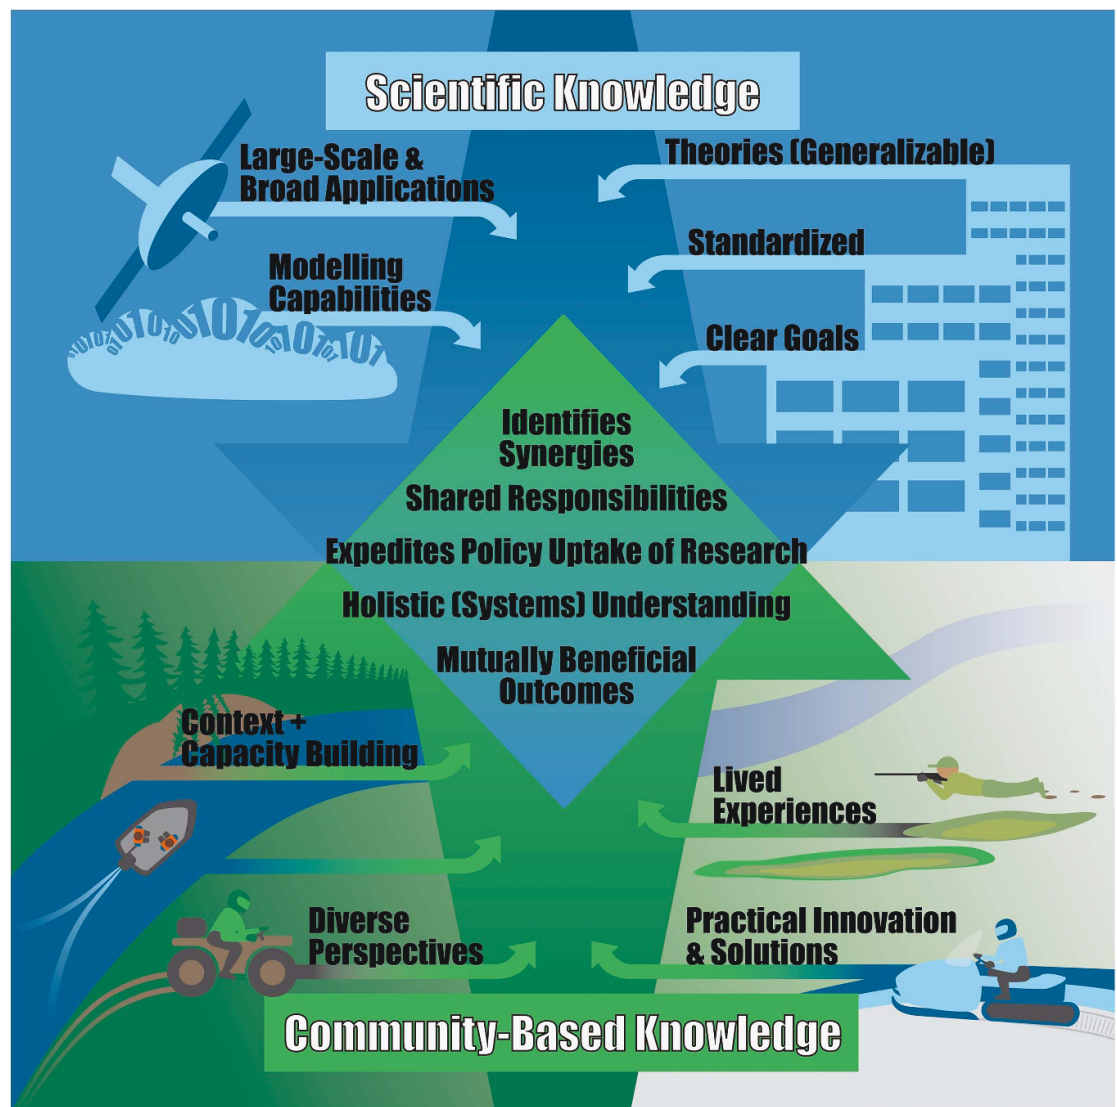 Scientific Knowledge
Large-Scale &
Broad Applications
Modelling
Capabilities
Theories (Generalizable)
Standardized
Clear Goals
Identifies
Synergies
Shared Responsibilities
Expedites Policy Uptake of Research
Holistic (Systems) Understanding
Mutually Beneficial
Outcomes
Context +
Capacity Building
Lived
Experiences
Diverse
Perspectives
Practical Innovation
& Solutions
Community-Based Knowledge